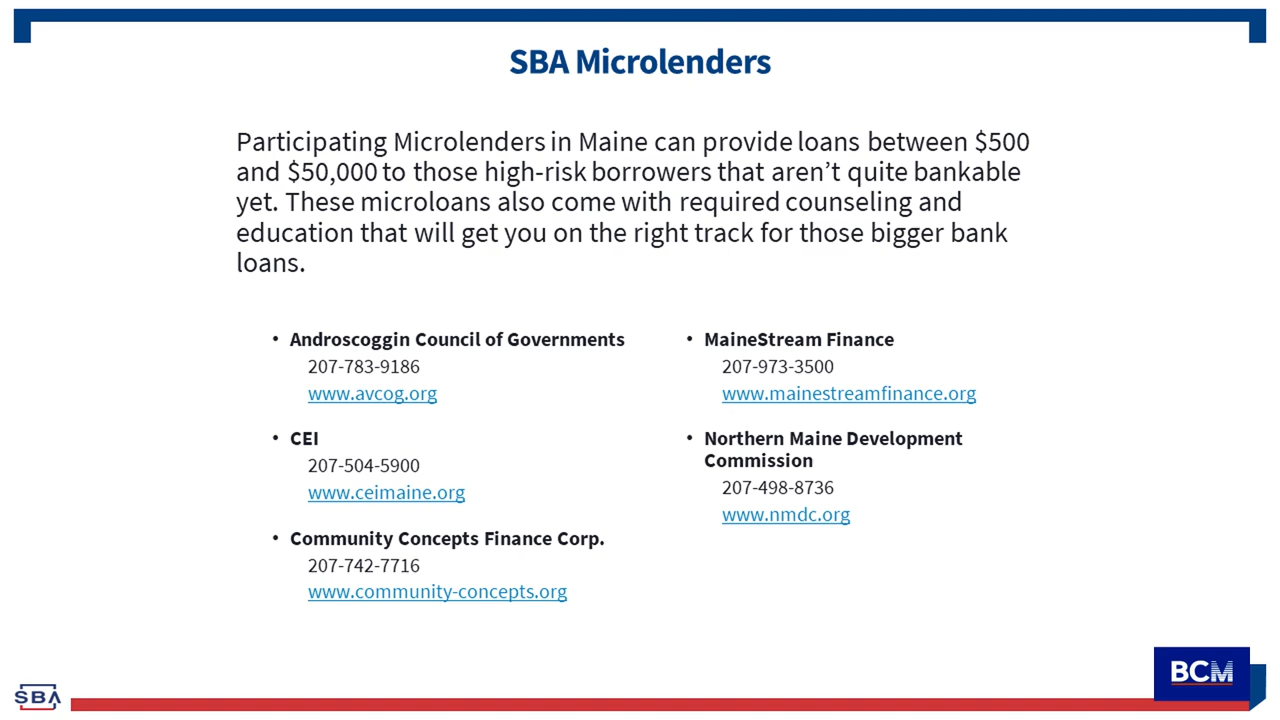 SBA Microlenders
Participating Microlenders in Maine can provide loans between $500
and $50,000 to those high-risk borrowers that aren’t quite bankable
yet. These microloans also come with required counseling and
education that will get you on the right track for those bigger bank
loans.
• Androscoggin Council of Governments
207-783-9186
www.avcog.org
• CEI
207-504-5900
www.ceimaine.org
• Community Concepts Finance Corp.
207-742-7716
www.community-concepts.org
• MaineStream Finance
207-973-3500
www.mainestreamfinance.org
• Northern Maine Development
Commission
207-498-8736
www.nmdc.org
SBA
BCM